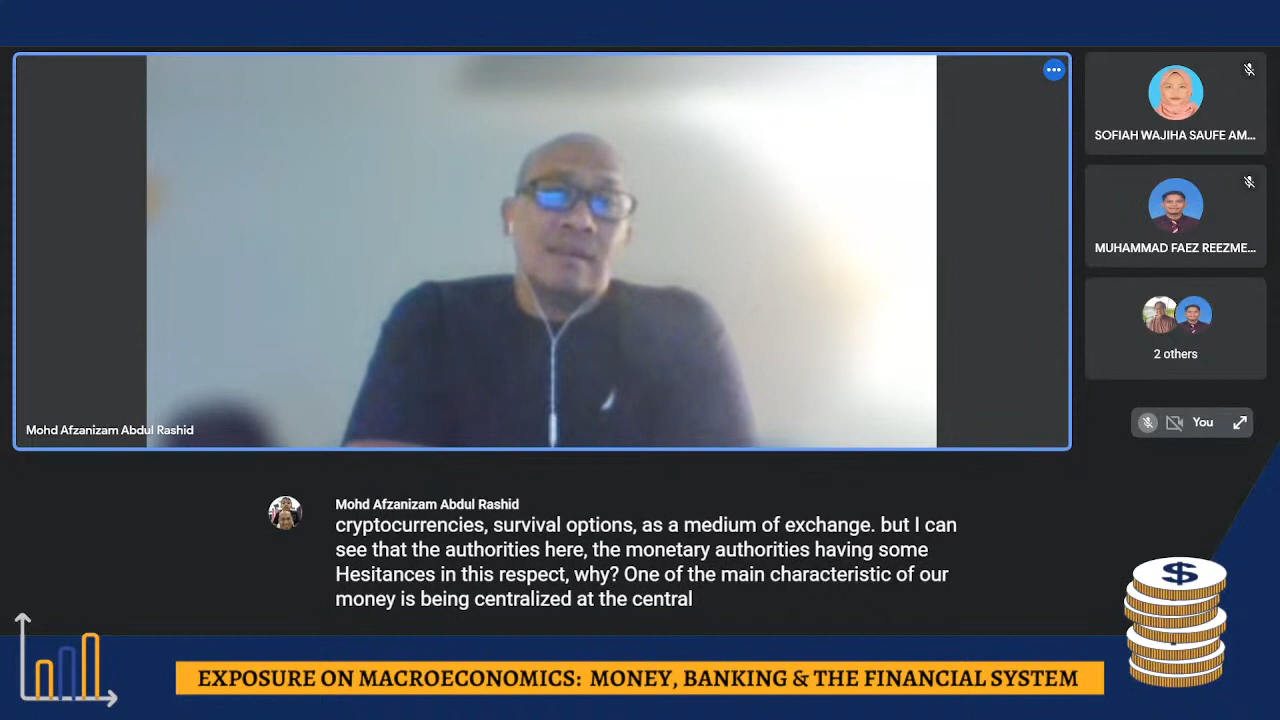 SOFIAH WAJIHA SAUFE AM...
MUHAMMAD FAEZ REEZME...
2 others
You
Mohd Afzanizam Abdul Rashid
Mohd Afzanizam Abdul Rashid
cryptocurrencies, survival options, as a medium of exchange. but I can
see that the authorities here, the monetary authorities having some
Hesitances in this respect, why? One of the main characteristic of our
money is being centralized at the central
$
EXPOSURE ON MACROECONOMICS: MONEY, BANKING & THE FINANCIAL SYSTEM